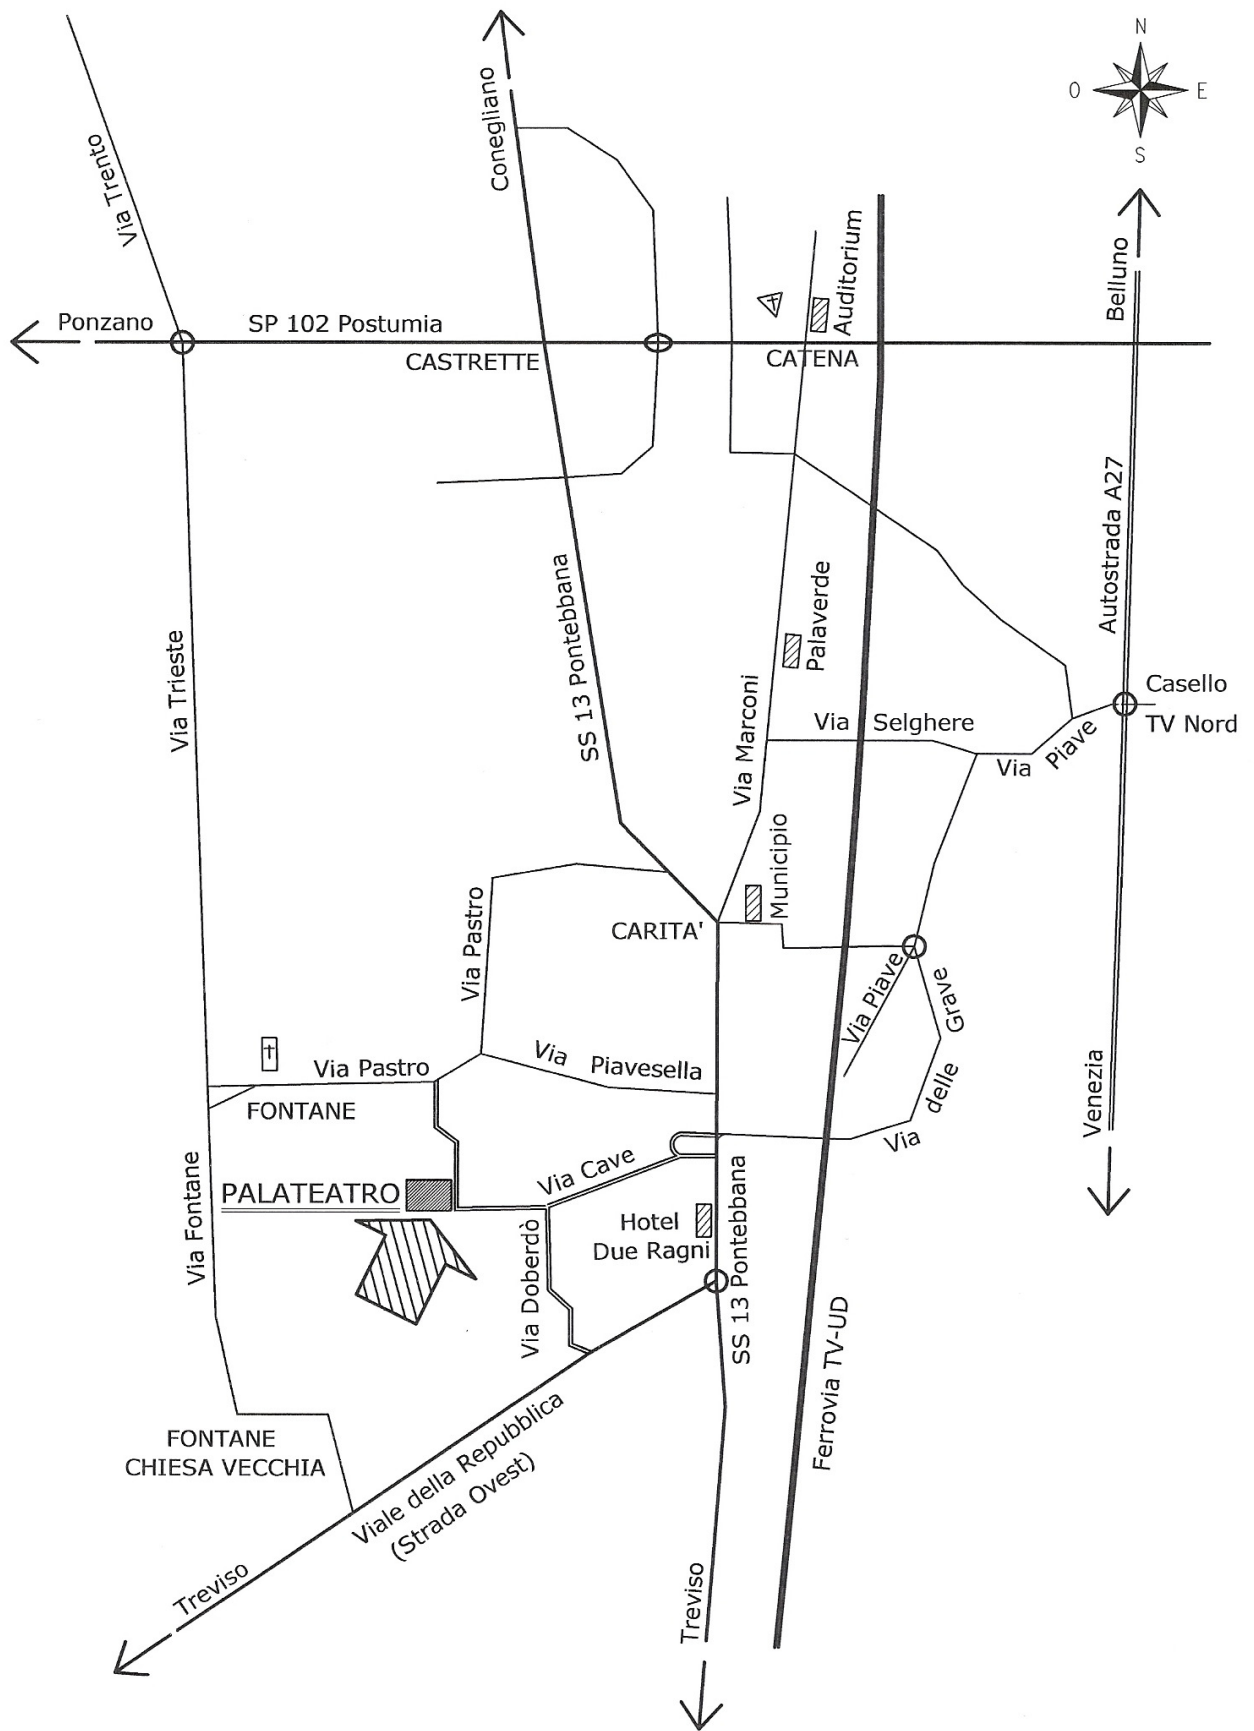 N
O
E
S
Via Trento
Conegliano
Auditorium
Belluno
Ponzano
SP 102 Postumia
CASTRETTE
CATENA
Autostrada A27
SS 13 Pontebbana
Palaverde
Via Trieste
Via Marconi
Via Selghere
Casello
TV Nord
Via Piave
Municipio
CARITA'
Via Pastro
Via Piave
Via delle Grave
Via Pastro
Via Piavesella
Venezia
FONTANE
Via Cave
Via Fontane
PALATEATRO
Hotel
Due Ragni
SS 13 Pontebbana
Via Doberdò
Ferrovia TV-UD
FONTANE
CHIESA VECCHIA
Viale della Repubblica
(Strada Ovest)
Treviso
Treviso